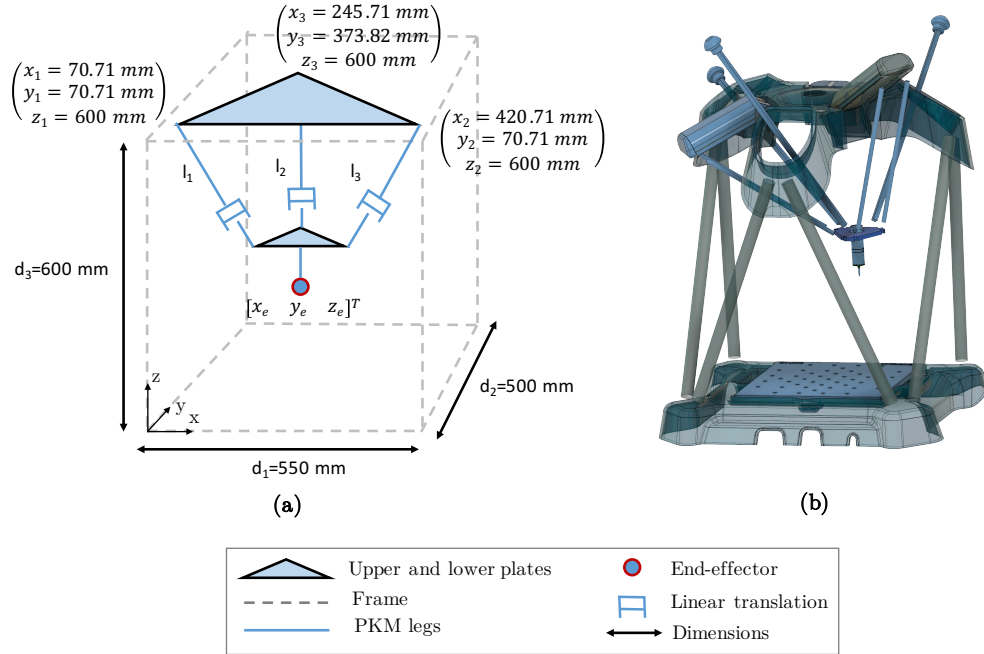 x₃ = 245.71 mm
y₃ = 373.82 mm
z₃ = 600 mm
x₁ = 70.71 mm
y₁ = 70.71 mm
z₁ = 600 mm
x₂ = 420.71 mm
y₂ = 70.71 mm
z₂ = 600 mm
l₁
l₂
l₃
d₃=600 mm
[xₑ yₑ zₑ]ᵀ
d₂=500 mm
z
y
x
d₁=550 mm
(a)
(b)
Upper and lower plates
End-effector
Frame
Linear translation
PKM legs
Dimensions